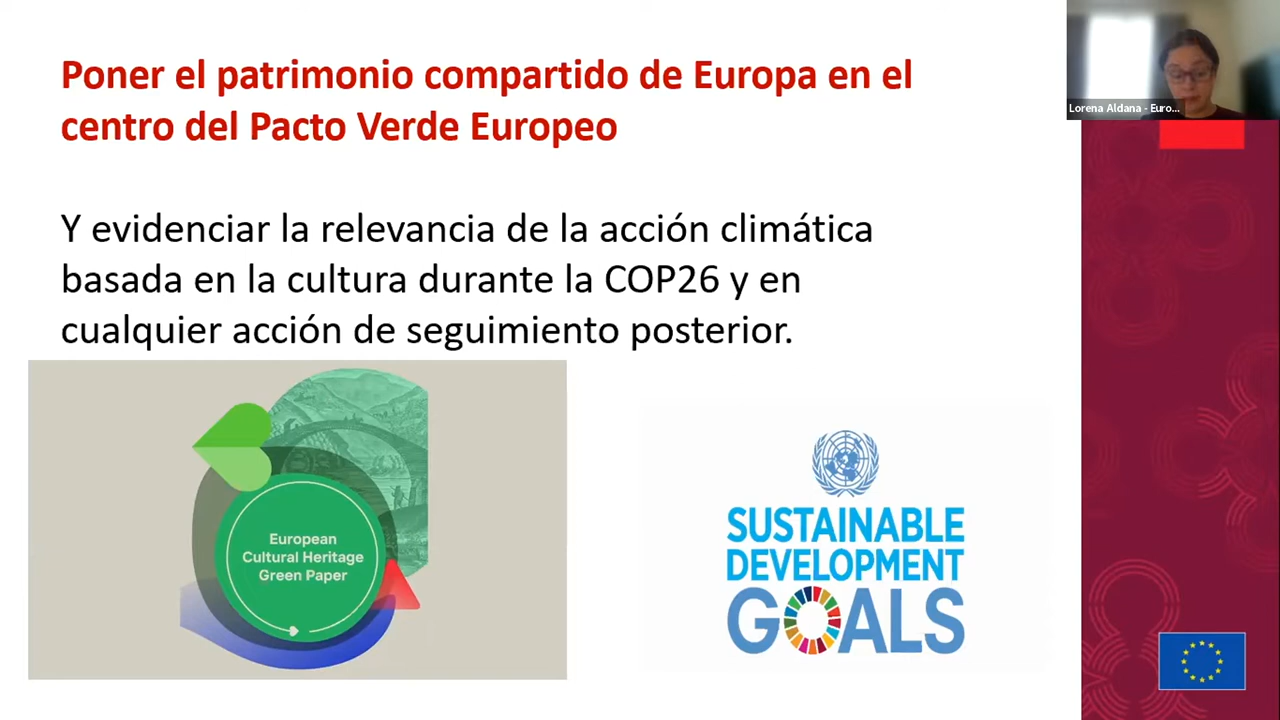 Poner el patrimonio compartido de Europa en el
centro del Pacto Verde Europeo
Y evidenciar la relevancia de la acción climática
basada en la cultura durante la COP26 y en
cualquier acción de seguimiento posterior.
European
Cultural Heritage
Green Paper
SUSTAINABLE
DEVELOPMENT
GOALS
Lorena Aldana - Euro...